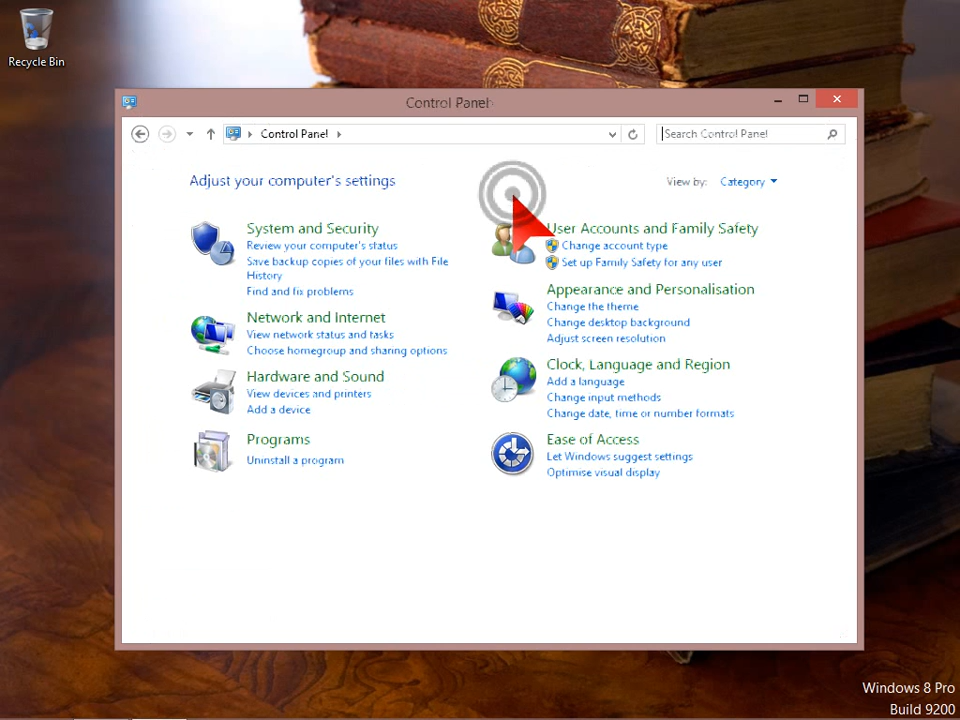 Recycle Bin
Control Panel
Control Panel
Search Control Panel
Adjust your computer's settings
View by:
Category
System and Security
Review your computer's status
Save backup copies of your files with File
History
Find and fix problems
Network and Internet
View network status and tasks
Choose homegroup and sharing options
Hardware and Sound
View devices and printers
Add a device
Programs
Uninstall a program
User Accounts and Family Safety
Change account type
Set up Family Safety for any user
Appearance and Personalisation
Change the theme
Change desktop background
Adjust screen resolution
Clock, Language and Region
Add a language
Change input methods
Change date, time or number formats
Ease of Access
Let Windows suggest settings
Optimise visual display
Windows 8 Pro
Build 9200